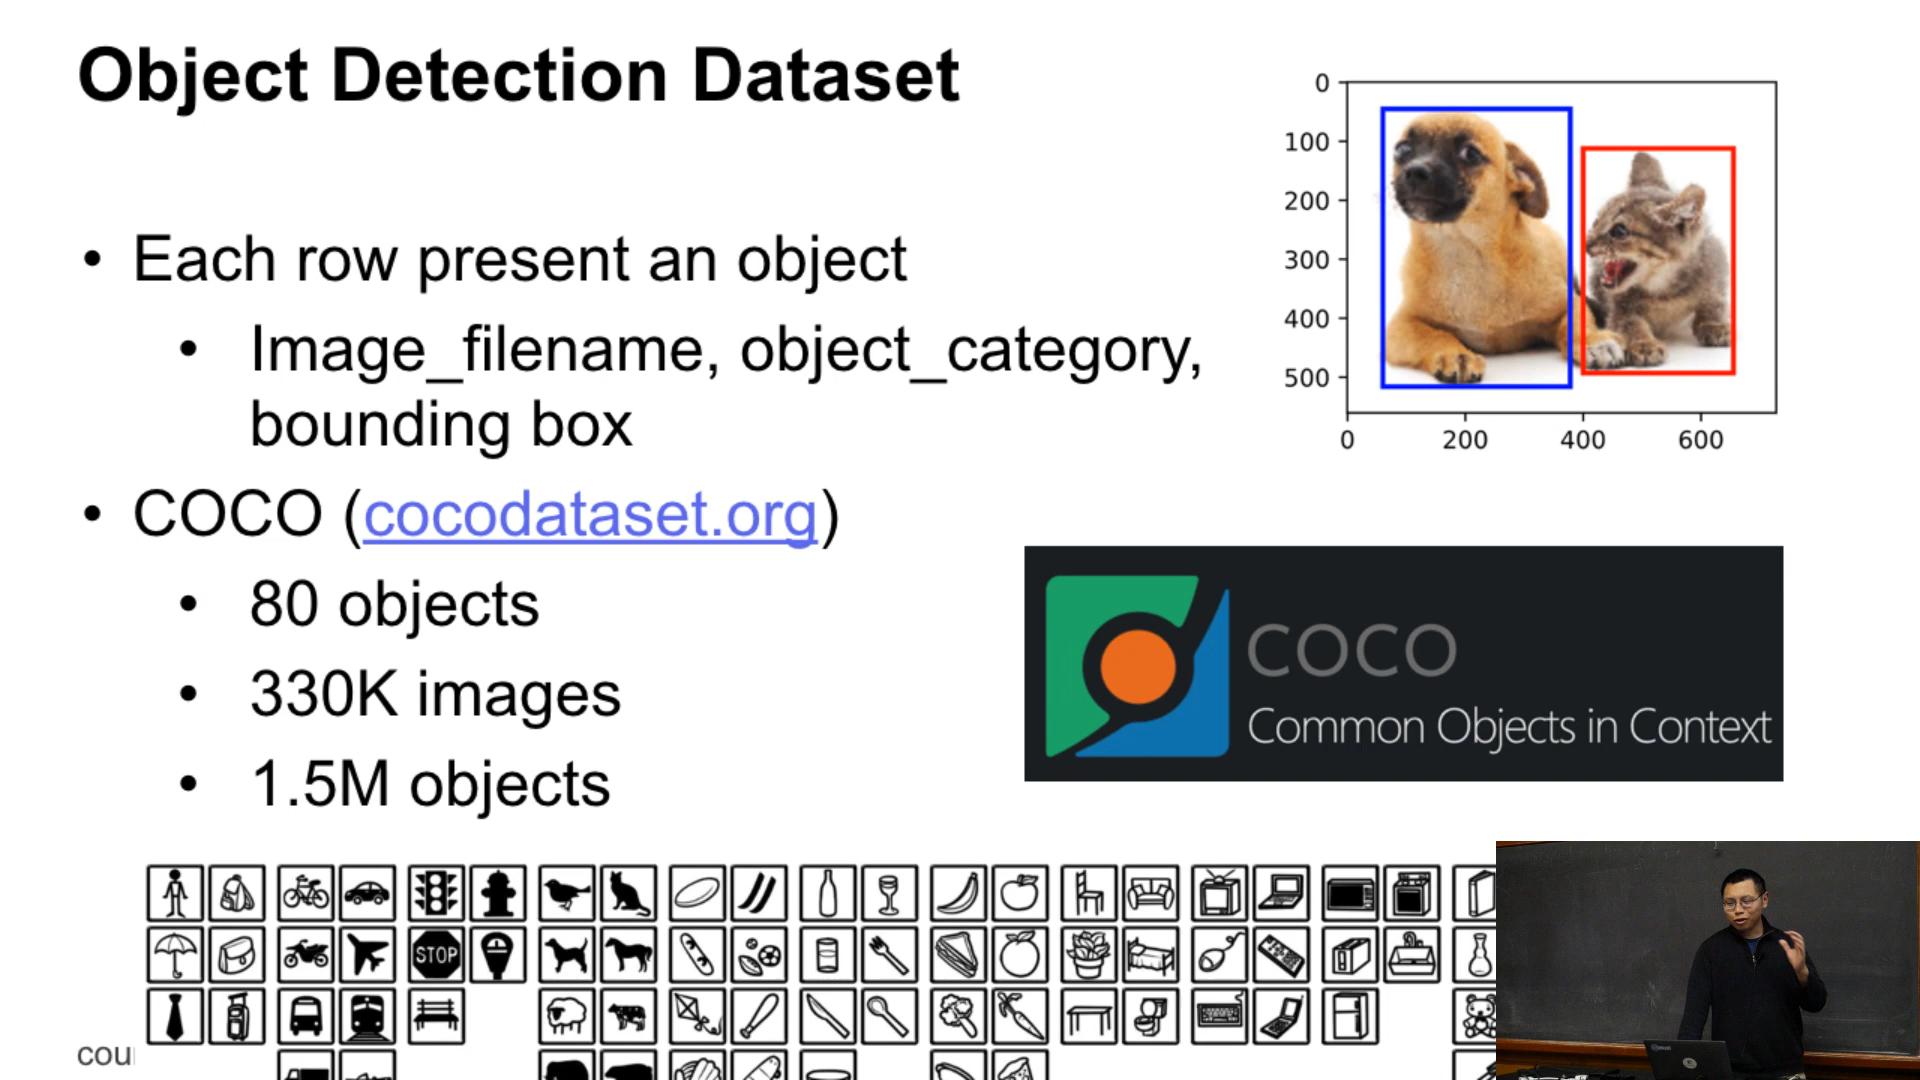 Object Detection Dataset
• Each row present an object
• Image_filename, object_category,
bounding box
• COCO (cocodataset.org)
• 80 objects
• 330K images
• 1.5M objects
0
100
200
300
400
500
0 200 400 600
COCO
Common Objects in Context
STOP